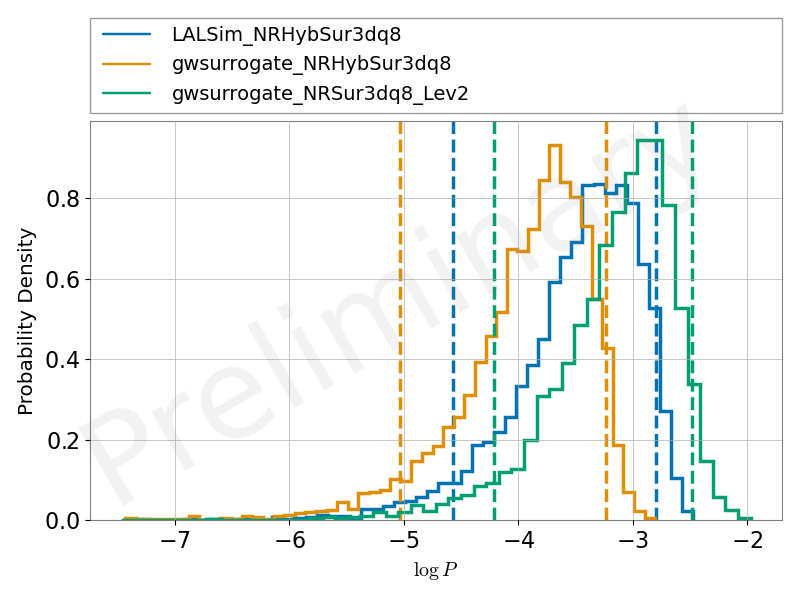 LALSim_NRHybSur3dq8
gwsurrogate_NRHybSur3dq8
gwsurrogate_NRSur3dq8_Lev2
Preliminary
Probability Density
0.8
0.6
0.4
0.2
0.0
−7 −6 −5 −4 −3 −2
log P